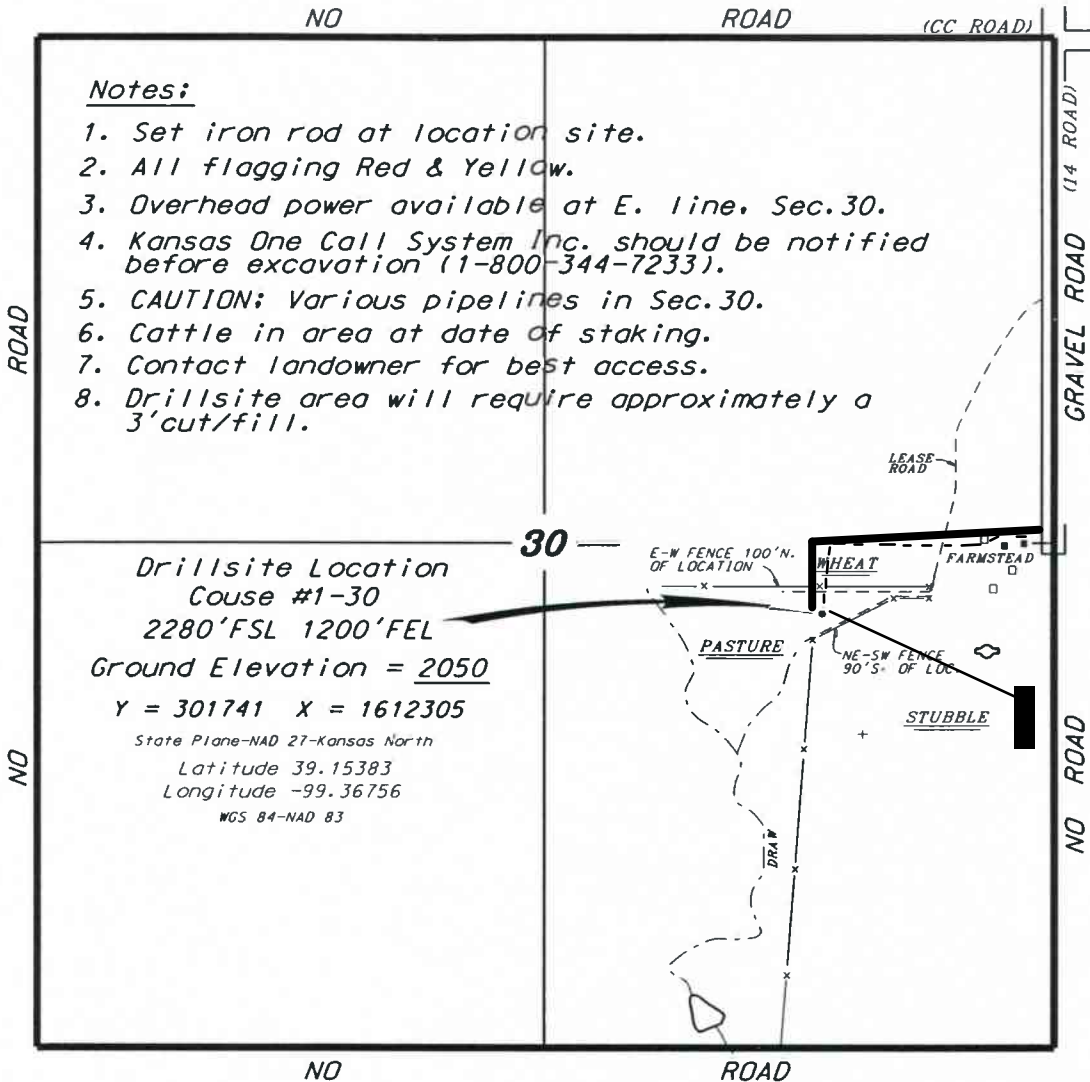 NO ROAD (CC ROAD)
Notes:
1. Set iron rod at location site.
2. All flagging Red & Yellow.
3. Overhead power available at E. line, Sec.30.
4. Kansas One Call System Inc. should be notified
before excavation (1-800-344-7233).
5. CAUTION: Various pipelines in Sec.30.
6. Cattle in area at date of staking.
7. Contact landowner for best access.
8. Drillsite area will require approximately a
3'cut/fill.
NO ROAD
GRAVEL ROAD (14 ROAD)
LEASE
ROAD
30
E-W FENCE 100'N.
OF LOCATION
WHEAT
FARMSTEAD
Drillsite Location
Couse #1-30
2280'FSL 1200'FEL
Ground Elevation = 2050
Y = 301741 X = 1612305
State Plane-NAD 27-Kansas North
Latitude 39.15383
Longitude -99.36756
WGS 84-NAD 83
PASTURE
NE-SW FENCE
90'S. OF LOC.
STUBBLE
DRAW
NO ROAD
NO ROAD